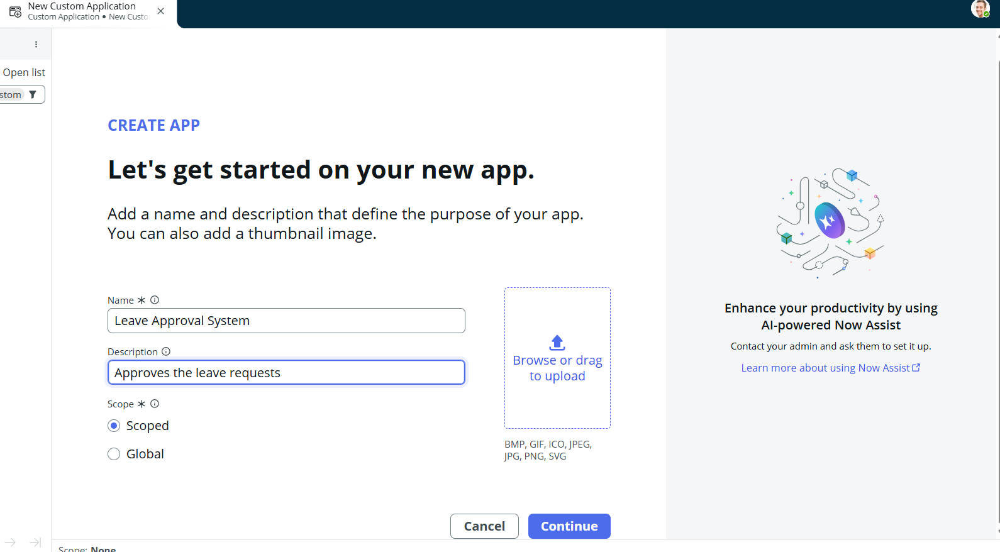 New Custom Application
Custom Application • New Custo
Open list
stom
CREATE APP
Let's get started on your new app.
Add a name and description that define the purpose of your app.
You can also add a thumbnail image.
Name *
Leave Approval System
Description
Approves the leave requests
Scope *
Scoped
Global
Browse or drag
to upload
BMP, GIF, ICO, JPEG,
JPG, PNG, SVG
Cancel
Continue
Enhance your productivity by using
AI-powered Now Assist
Contact your admin and ask them to set it up.
Learn more about using Now Assist
Scope: None